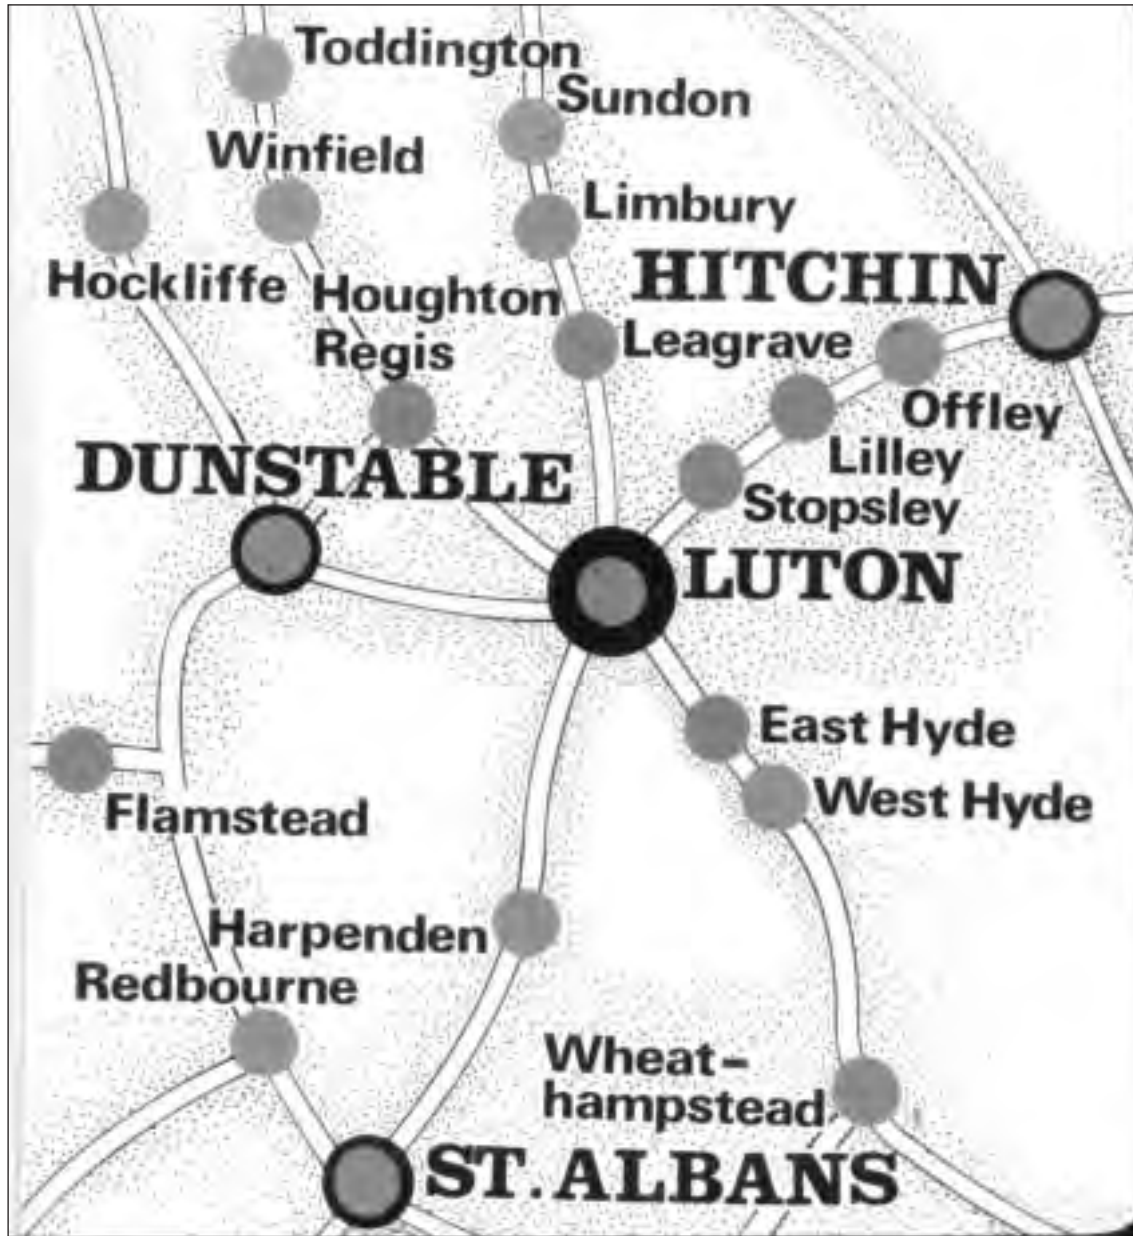 Toddington
Sundon
Winfield
Limbury
HITCHIN
Hockliffe
Houghton
Regis
Leagrave
Offley
DUNSTABLE
Lilley
Stopsley
LUTON
East Hyde
West Hyde
Flamstead
Harpenden
Redbourne
Wheat-
hampstead
ST. ALBANS